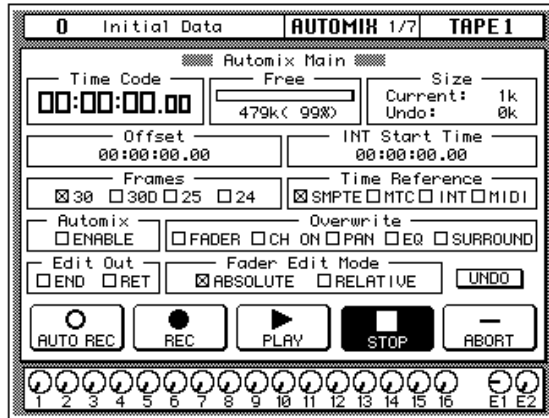 0 Initial Data AUTOMIX 1/7 TAPE 1
Automix Main
Time Code Free Size
00:00:00.00 479k( 99%) Current: 1k
Undo: 0k
Offset INT Start Time
00:00:00.00 00:00:00.00
Frames Time Reference
30 30D 25 24 SMPTE MTC INT MIDI
Automix Overwrite
ENABLE FADER CH ON PAN EQ SURROUND
Edit Out Fader Edit Mode
END RET ABSOLUTE RELATIVE UNDO
AUTO REC REC PLAY STOP ABORT
1 2 3 4 5 6 7 8 9 10 11 12 13 14 15 16 E1 E2